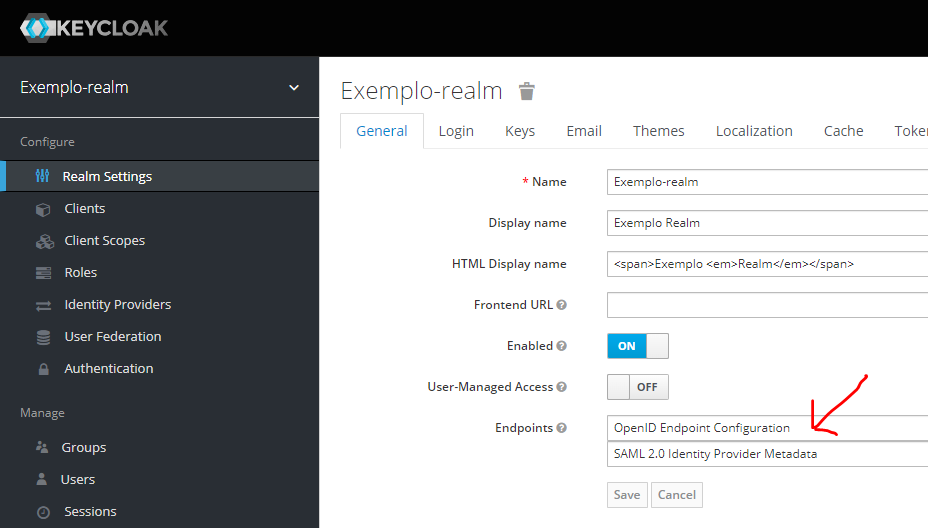 KEYCLOAK
Exemplo-realm
Configure
Realm Settings
Clients
Client Scopes
Roles
Identity Providers
User Federation
Authentication
Manage
Groups
Users
Sessions
Exemplo-realm
General Login Keys Email Themes Localization Cache Token
* Name Exemplo-realm
Display name Exemplo Realm
HTML Display name <span>Exemplo <em>Realm</em></span>
Frontend URL
Enabled ON
User-Managed Access OFF
Endpoints OpenID Endpoint Configuration
SAML 2.0 Identity Provider Metadata
Save Cancel